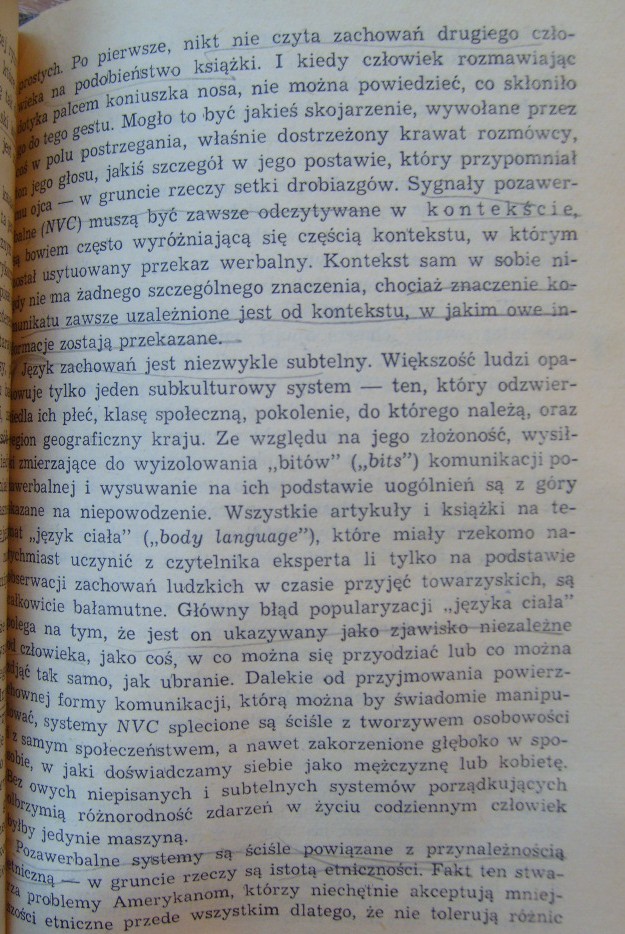 prostych. Po pierwsze, nikt nie czyta zachowań drugiego czło-
wieka na podobieństwo książki. I kiedy człowiek rozmawiając
dotyka palcem koniuszka nosa, nie można powiedzieć, co skłoniło
go do tego gestu. Mogło to być jakieś skojarzenie, wywołane przez
coś w polu postrzegania, właśnie dostrzeżony krawat rozmówcy,
ton jego głosu, jakiś szczegół w jego postawie, który przypomniał
mu ojca — w gruncie rzeczy setki drobiazgów. Sygnały pozawer-
balne (NVC) muszą być zawsze odczytywane w kontekście,
są bowiem często wyróżniającą się częścią kontekstu, w którym
został usytuowany przekaz werbalny. Kontekst sam w sobie ni-
gdy nie ma żadnego szczególnego znaczenia, chociaż znaczenie ko-
munikatu zawsze uzależnione jest od kontekstu, w jakim owe in-
formacje zostają przekazane.
Język zachowań jest niezwykle subtelny. Większość ludzi opa-
nowuje tylko jeden subkulturowy system — ten, który odzwier-
ciedla ich płeć, klasę społeczną, pokolenie, do którego należą, oraz
region geograficzny kraju. Ze względu na jego złożoność, wysił-
ki zmierzające do wyizolowania „bitów” („bits”) komunikacji po-
zawerbalnej i wysuwanie na ich podstawie uogólnień są z góry
skazane na niepowodzenie. Wszystkie artykuły i książki na te-
mat „język ciała” („body language”), które miały rzekomo na-
tychmiast uczynić z czytelnika eksperta li tylko na podstawie
obserwacji zachowań ludzkich w czasie przyjęć towarzyskich, są
całkowicie bałamutne. Główny błąd popularyzacji „języka ciała”
polega na tym, że jest on ukazywany jako zjawisko niezależne
od człowieka, jako coś, w co można się przyodziać lub co można
zdjąć tak samo, jak ubranie. Dalekie od przyjmowania powierz-
chownej formy komunikacji, którą można by świadomie manipu-
lować, systemy NVC splecione są ściśle z tworzywem osobowości
i z samym społeczeństwem, a nawet zakorzenione głęboko w spo-
sobie, w jaki doświadczamy siebie jako mężczyznę lub kobietę.
Bez owych niepisanych i subtelnych systemów porządkujących
olbrzymią różnorodność zdarzeń w życiu codziennym człowiek
byłby jedynie maszyną.
Pozawerbalne systemy są ściśle powiązane z przynależnością
etniczną — w gruncie rzeczy są istotą etniczności. Fakt ten stwa-
rza problemy Amerykanom, którzy niechętnie akceptują mniej-
szości etniczne przede wszystkim dlatego, że nie tolerują różnic